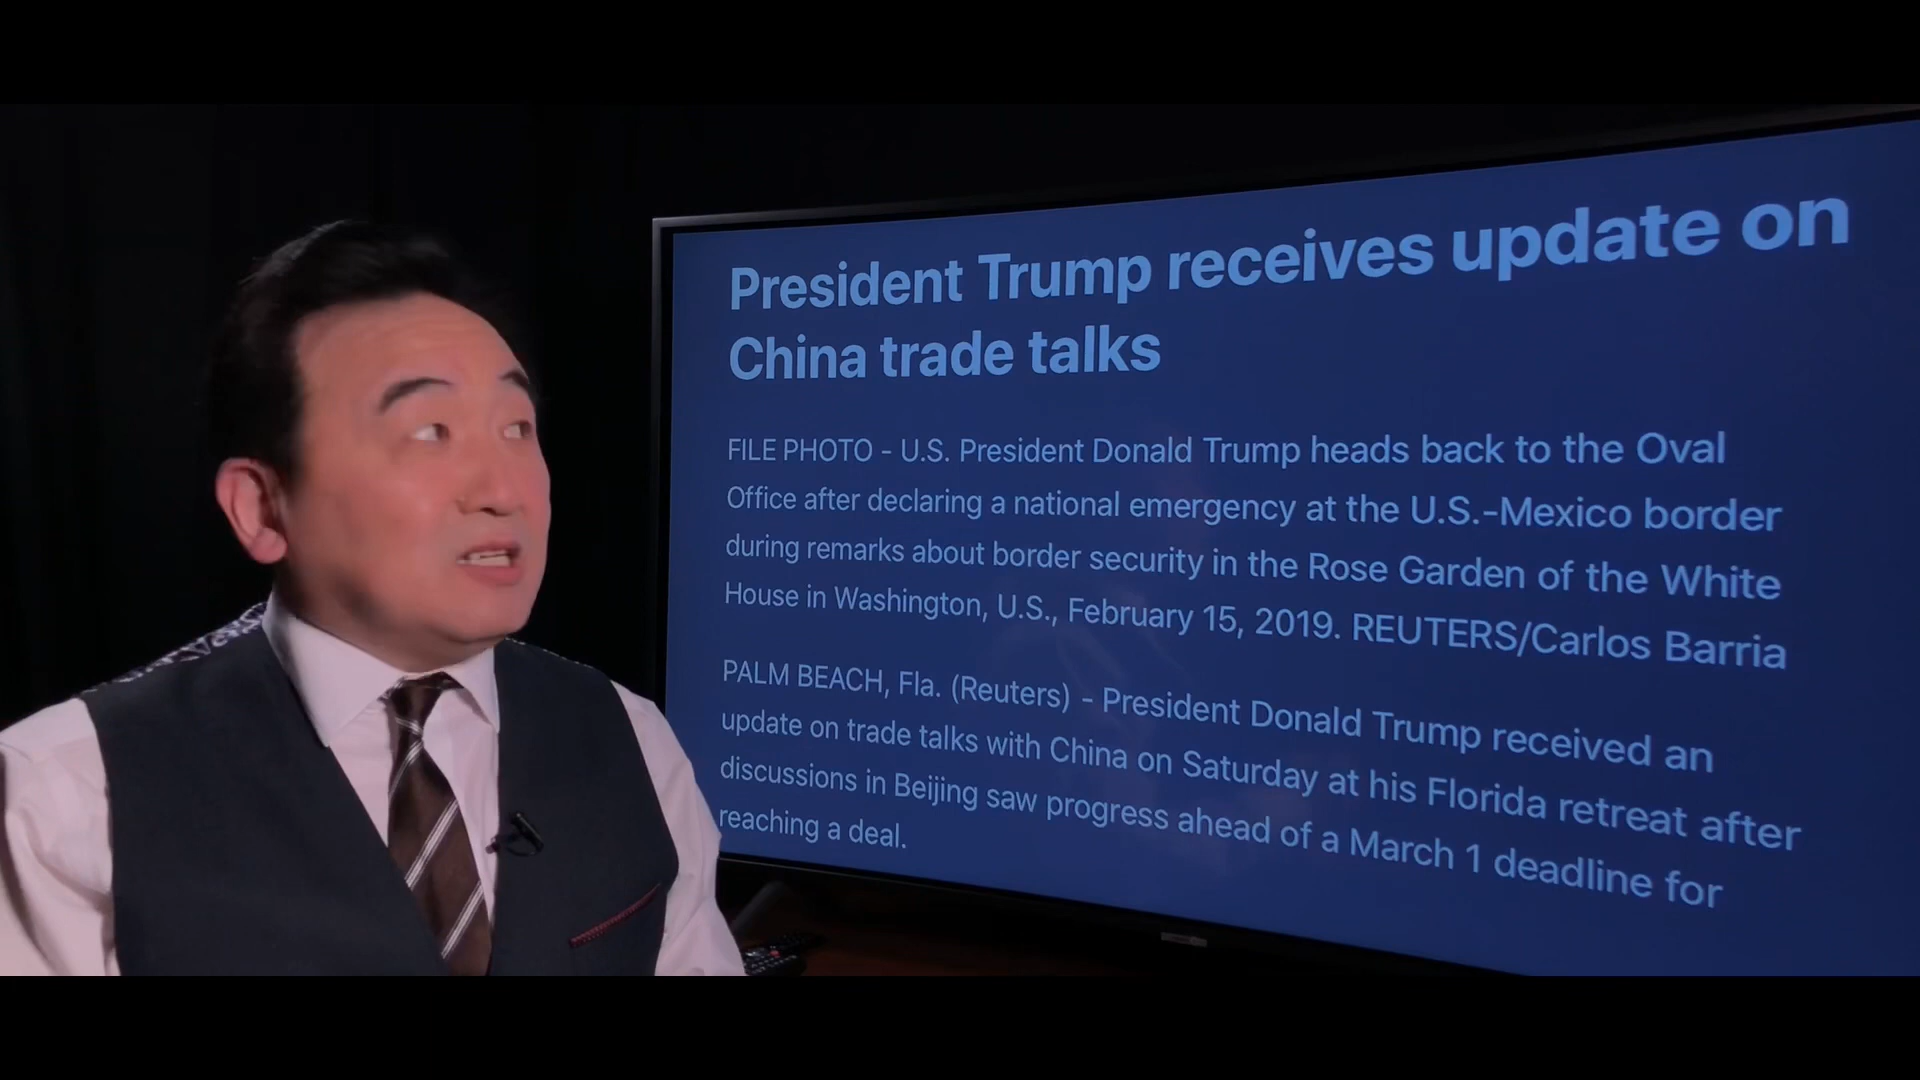 President Trump receives update on
China trade talks
FILE PHOTO - U.S. President Donald Trump heads back to the Oval
Office after declaring a national emergency at the U.S.-Mexico border
during remarks about border security in the Rose Garden of the White
House in Washington, U.S., February 15, 2019. REUTERS/Carlos Barria
PALM BEACH, Fla. (Reuters) - President Donald Trump received an
update on trade talks with China on Saturday at his Florida retreat after
discussions in Beijing saw progress ahead of a March 1 deadline for
reaching a deal.